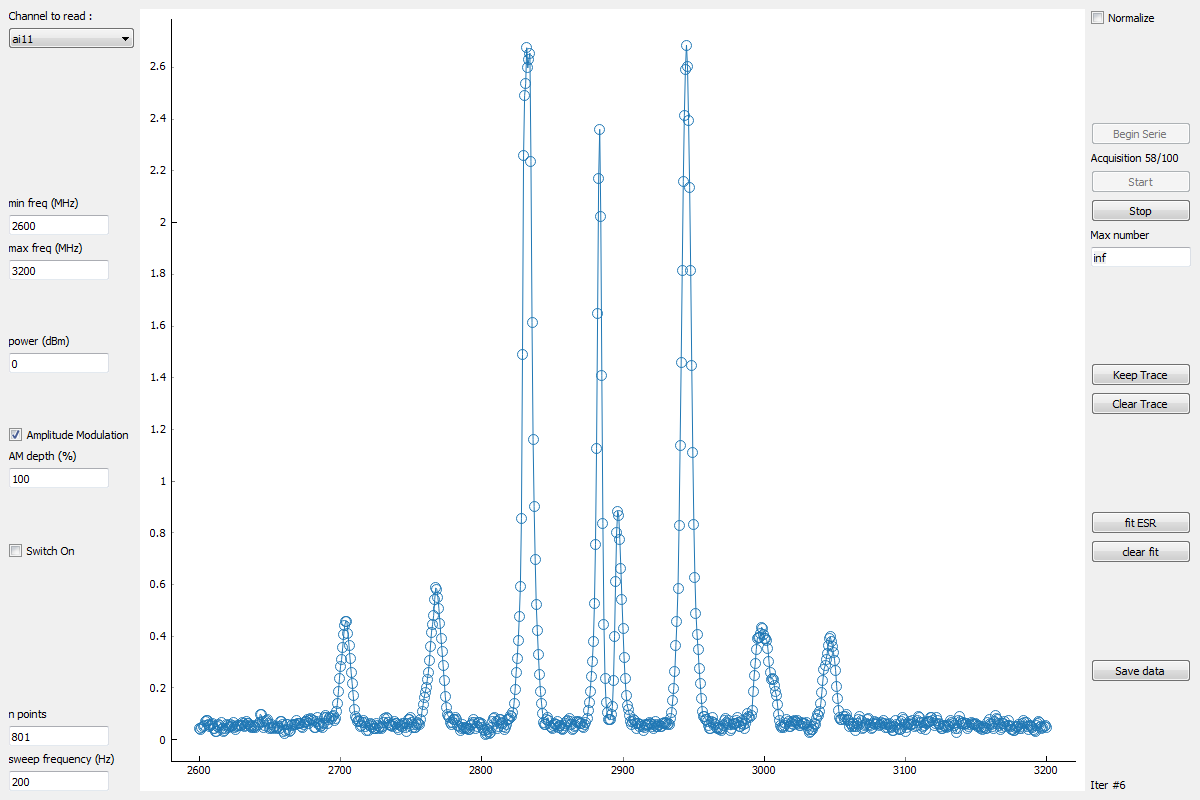 Channel to read :
ai11
min freq (MHz)
2600
max freq (MHz)
3200
power (dBm)
0
Amplitude Modulation
AM depth (%)
100
Switch On
n points
801
sweep frequency (Hz)
200
2.6
2.4
2.2
2
1.8
1.6
1.4
1.2
1
0.8
0.6
0.4
0.2
0
2600 2700 2800 2900 3000 3100 3200
Normalize
Begin Serie
Acquisition 58/100
Start
Stop
Max number
inf
Keep Trace
Clear Trace
fit ESR
clear fit
Save data
Iter #6